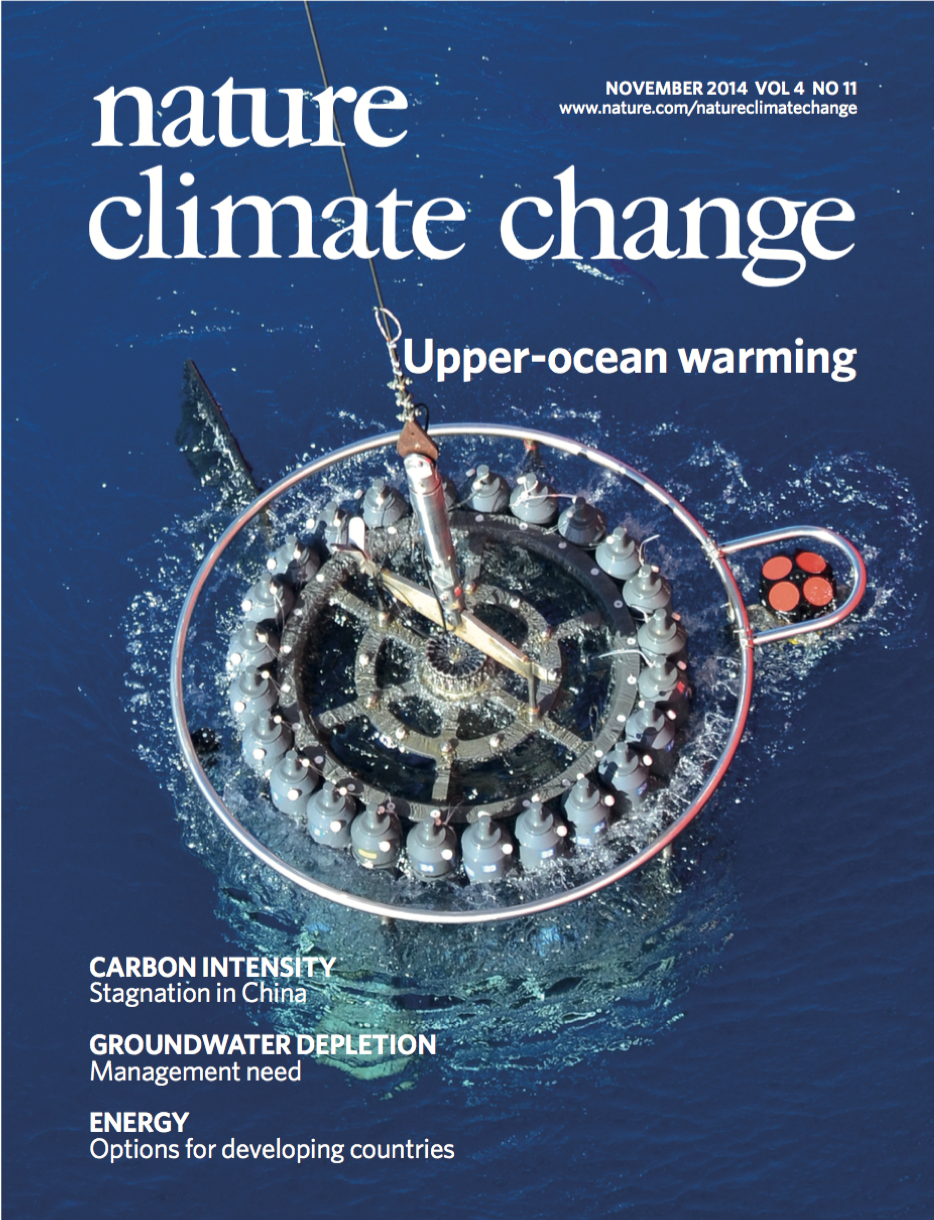 nature
NOVEMBER 2014 VOL 4 NO 11
www.nature.com/natureclimatechange
climate change
Upper-ocean warming
CARBON INTENSITY
Stagnation in China
GROUNDWATER DEPLETION
Management need
ENERGY
Options for developing countries